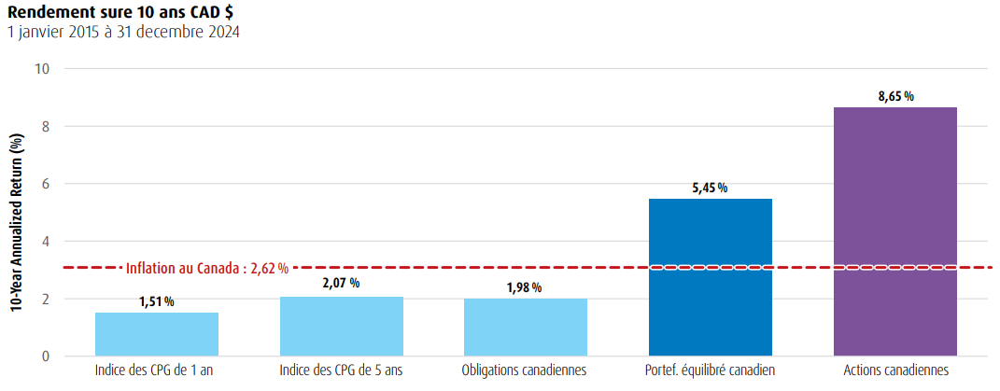 Rendement sure 10 ans CAD $
1 janvier 2015 à 31 decembre 2024
10-Year Annualized Return (%)
10
8
6
4
2
0
Inflation au Canada : 2,62 %
1,51 %
2,07 %
1,98 %
5,45 %
8,65 %
Indice des CPG de 1 an
Indice des CPG de 5 ans
Obligations canadiennes
Portef. équilibré canadien
Actions canadiennes